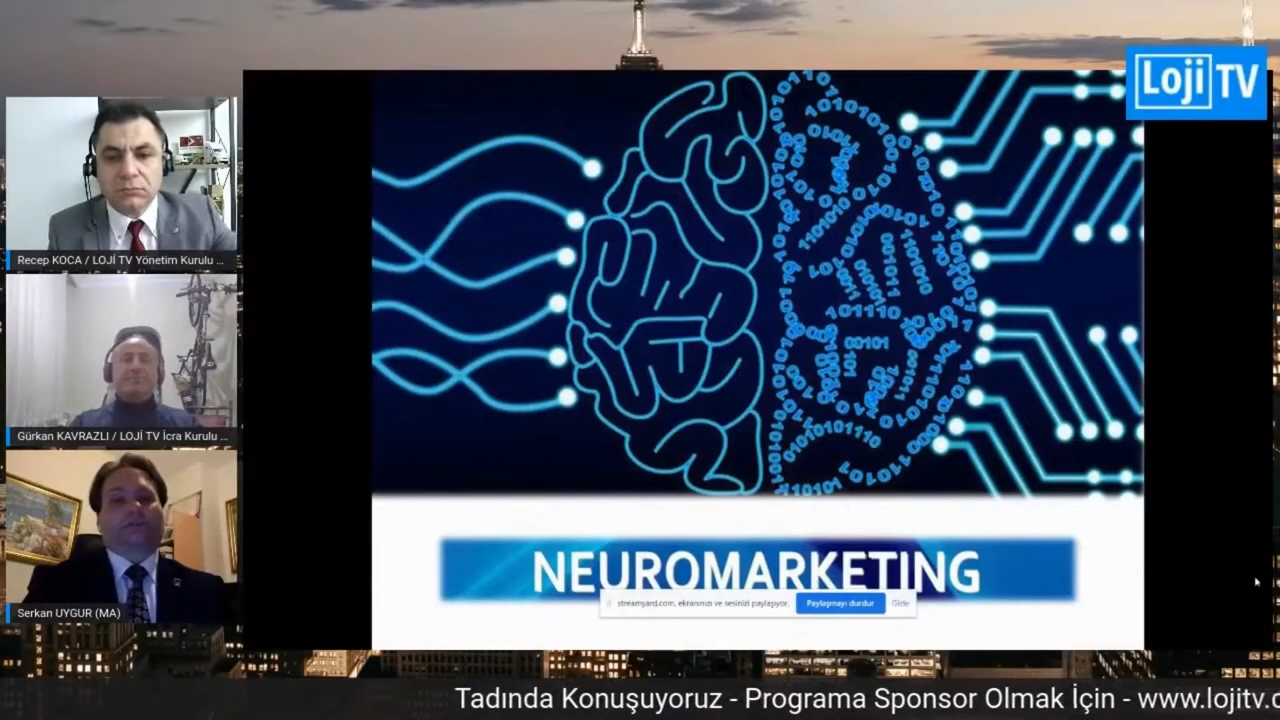 Loji TV
Recep KOCA / LOJİ TV Yönetim Kurulu ...
Gürkan KAVRAZLI / LOJİ TV İcra Kurulu ...
Serkan UYGUR (MA)
NEUROMARKETING
streamyard.com, ekranınızı ve sesinizi paylaşıyor.
Paylaşmayı durdur
Gizle
Tadında Konuşuyoruz - Programa Sponsor Olmak İçin - www.lojitv.c